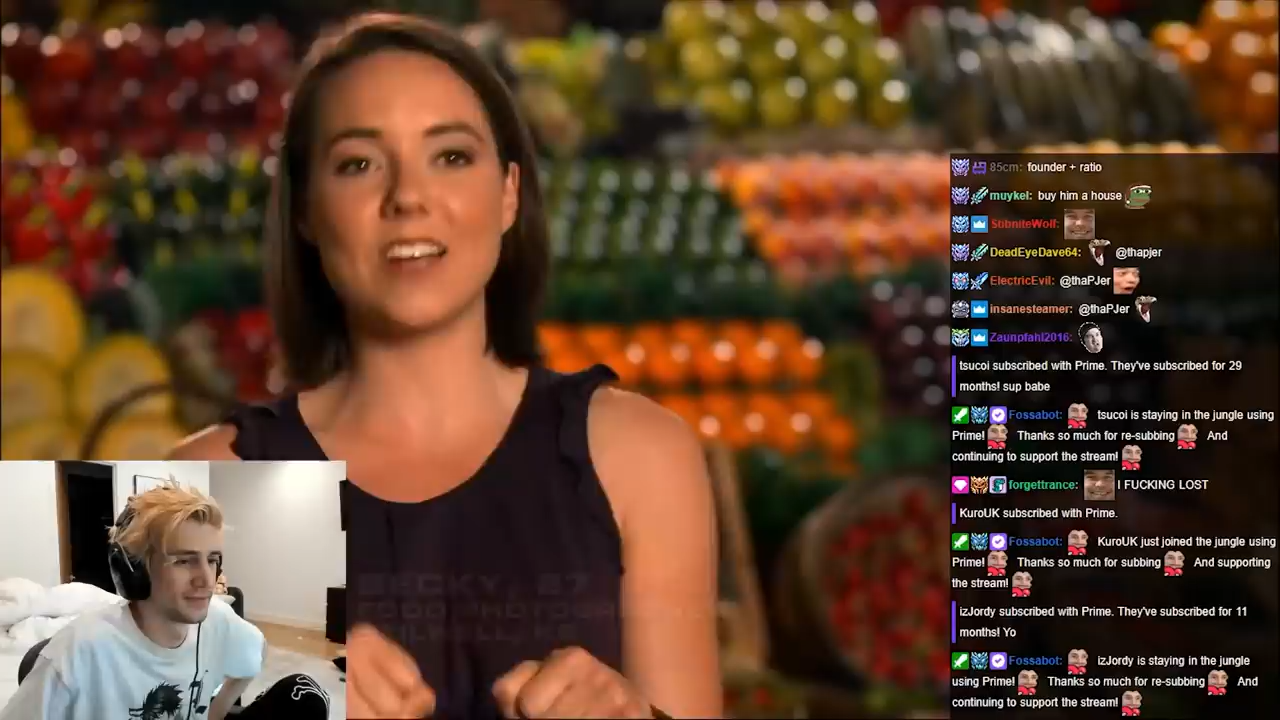 85cm: founder + ratio
muykel: buy him a house
StibniteWolf:
DeadEyeDave64: @thapjer
ElectricEvil: @thaPJer
insanesteamer: @thaPJer
Zaunpfahl2016:
tsucoi subscribed with Prime. They've subscribed for 29
months! sup babe
Fossabot: tsucoi is staying in the jungle using
Prime! Thanks so much for re-subbing And
continuing to support the stream!
forgettrance: I FUCKING LOST
KuroUK subscribed with Prime.
Fossabot: KuroUK just joined the jungle using
Prime! Thanks so much for subbing And supporting
the stream!
izJordy subscribed with Prime. They've subscribed for 11
months! Yo
Fossabot: izJordy is staying in the jungle
using Prime! Thanks so much for re-subbing And
continuing to support the stream!
BECKY, 27